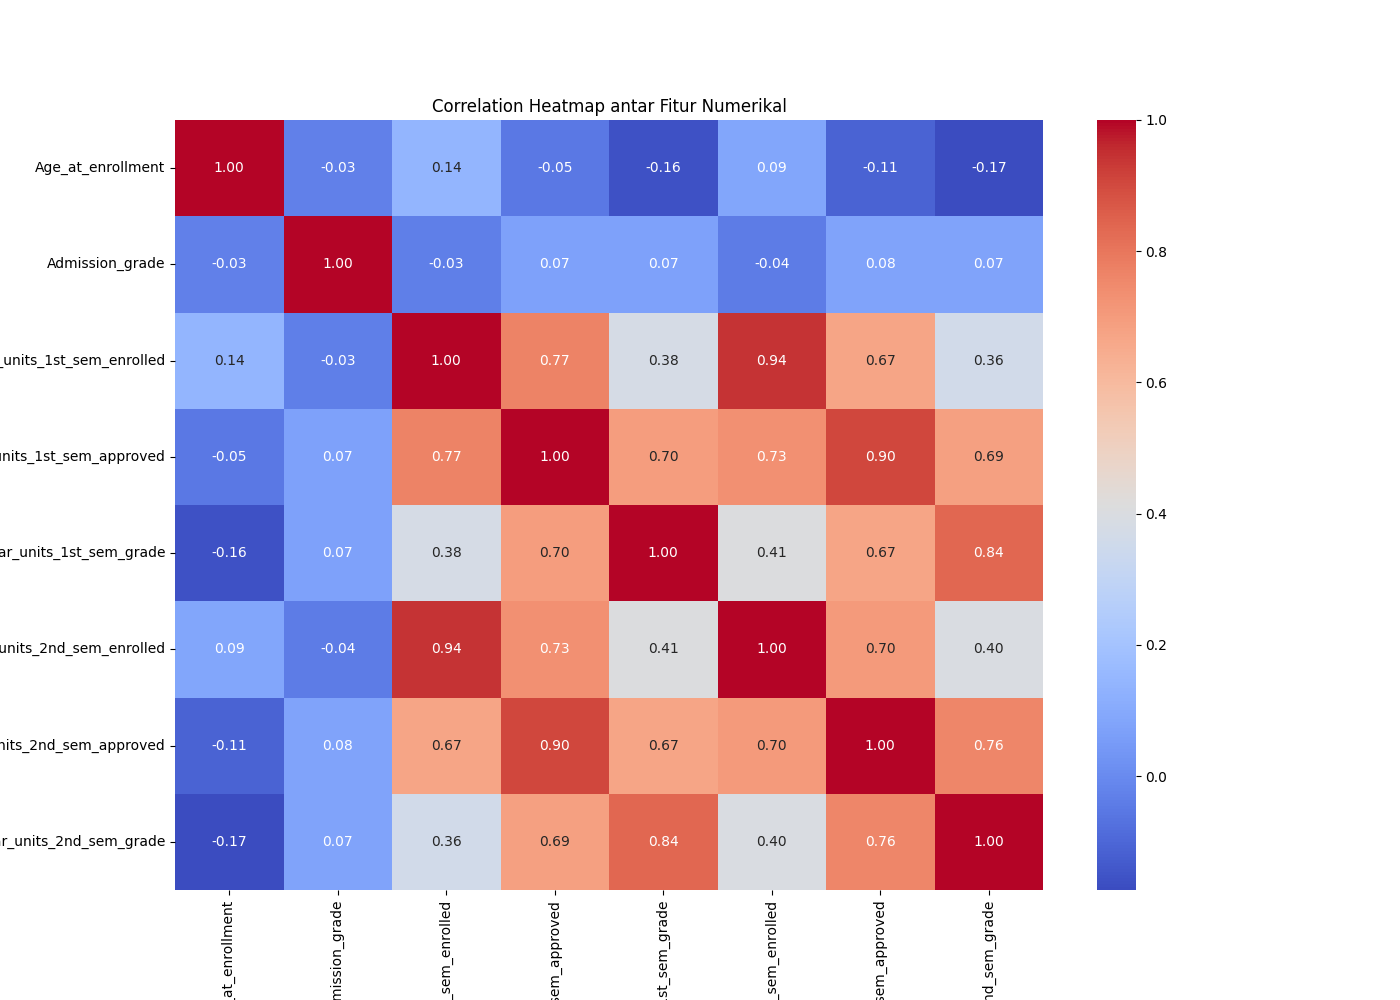 Correlation Heatmap antar Fitur Numerikal
Age_at_enrollment 1.00 -0.03 0.14 -0.05 -0.16 0.09 -0.11 -0.17
Admission_grade -0.03 1.00 -0.03 0.07 0.07 -0.04 0.08 0.07
_units_1st_sem_enrolled 0.14 -0.03 1.00 0.77 0.38 0.94 0.67 0.36
units_1st_sem_approved -0.05 0.07 0.77 1.00 0.70 0.73 0.90 0.69
ar_units_1st_sem_grade -0.16 0.07 0.38 0.70 1.00 0.41 0.67 0.84
units_2nd_sem_enrolled 0.09 -0.04 0.94 0.73 0.41 1.00 0.70 0.40
nits_2nd_sem_approved -0.11 0.08 0.67 0.90 0.67 0.70 1.00 0.76
r_units_2nd_sem_grade -0.17 0.07 0.36 0.69 0.84 0.40 0.76 1.00
_at_enrollment
mission_grade
_sem_enrolled
sem_approved
st_sem_grade
_sem_enrolled
sem_approved
nd_sem_grade
1.0
0.8
0.6
0.4
0.2
0.0